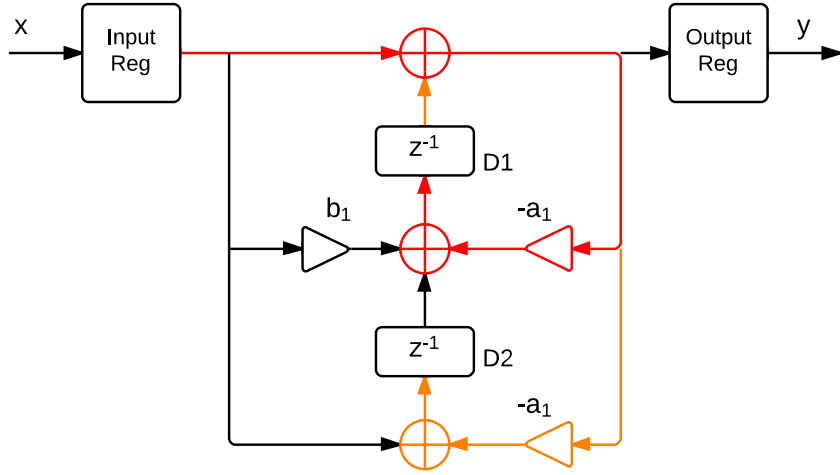 x
Input
Reg
Output
Reg
y
z⁻¹
D1
b₁
-a₁
z⁻¹
D2
-a₁